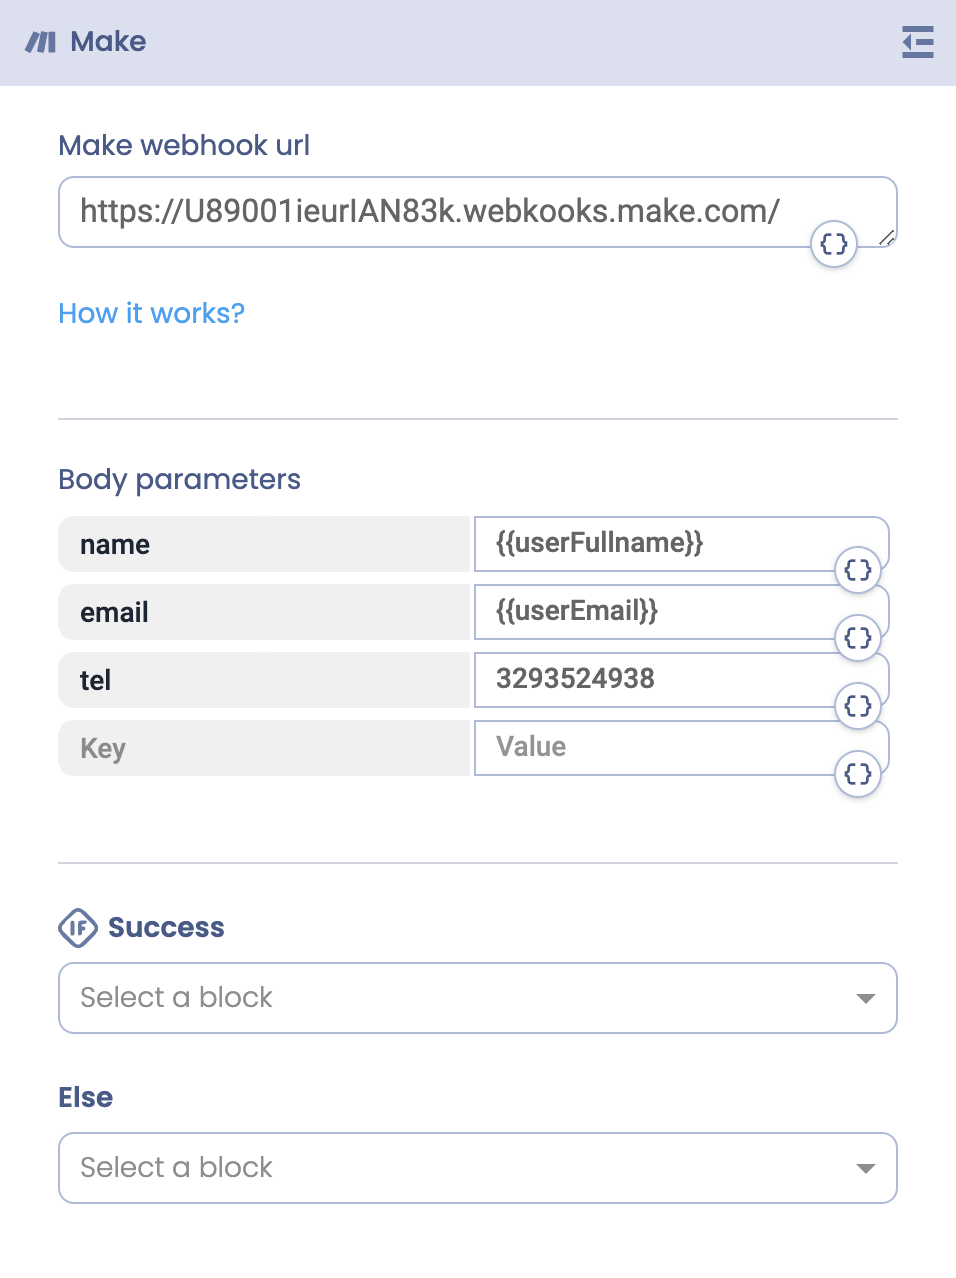 Make
Make webhook url
https://U89001ieurIAN83k.webkooks.make.com/
{}
How it works?
Body parameters
name {{userFullname}}
{}
email {{userEmail}}
{}
tel 3293524938
{}
Key Value
{}
IF Success
Select a block
Else
Select a block